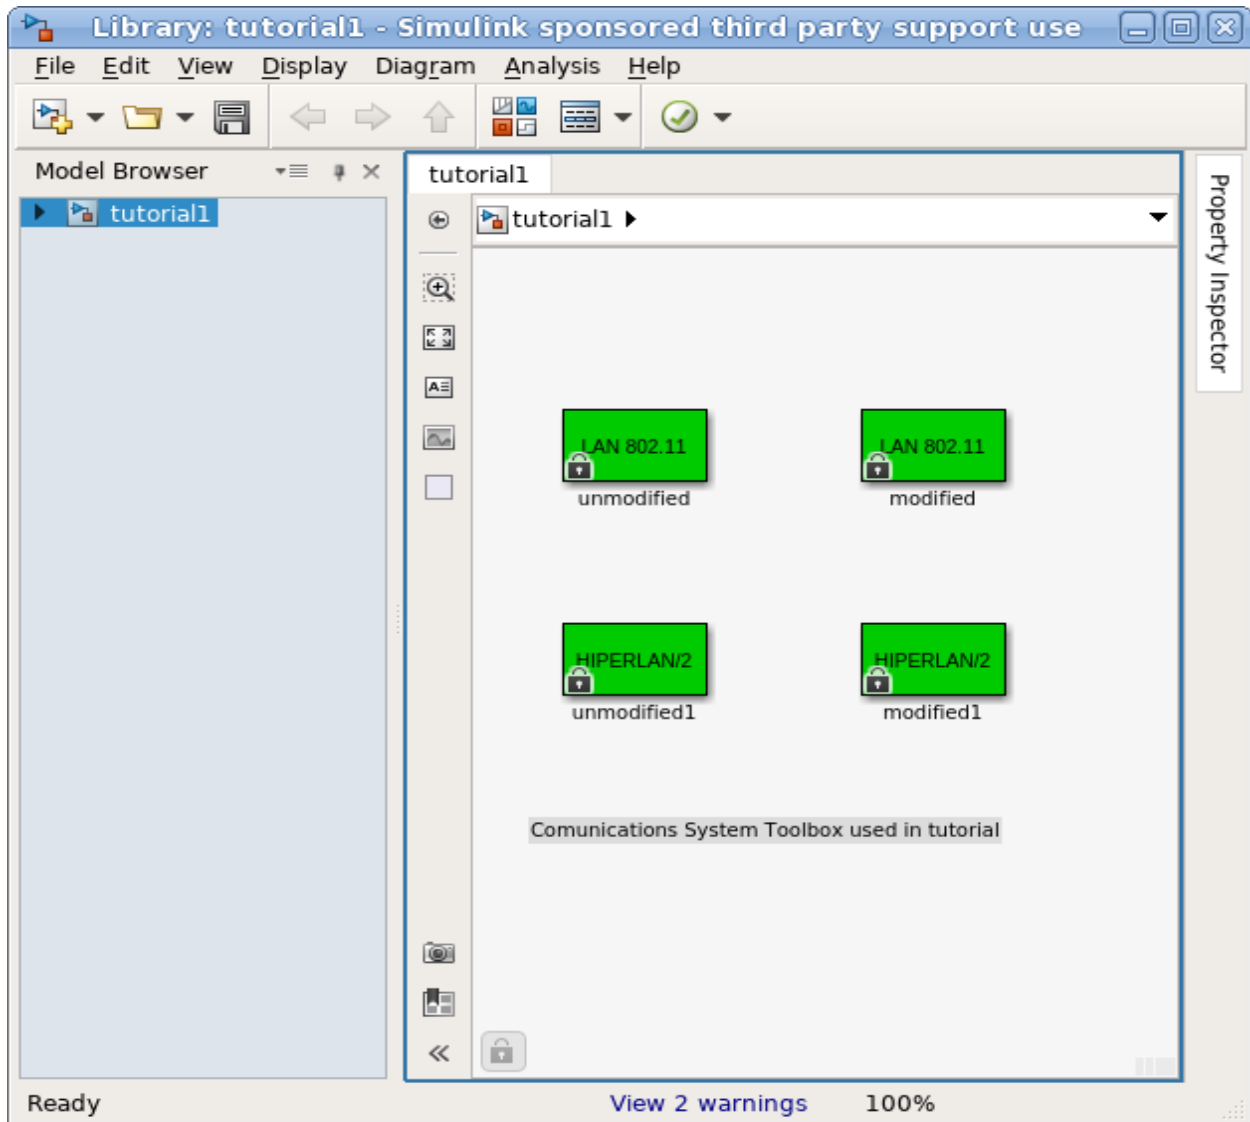 Library: tutorial1 - Simulink sponsored third party support use
File Edit View Display Diagram Analysis Help
Model Browser
tutorial1
tutorial1
tutorial1
Property Inspector
LAN 802.11
unmodified
LAN 802.11
modified
HIPERLAN/2
unmodified1
HIPERLAN/2
modified1
Comunications System Toolbox used in tutorial
Ready
View 2 warnings
100%